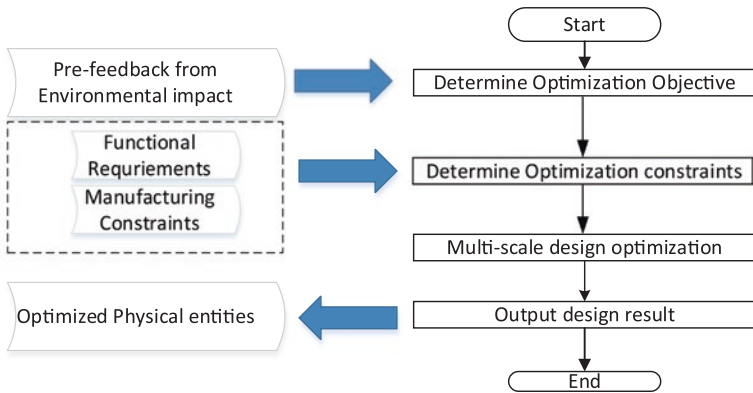 Start
Pre-feedback from
Environmental impact
Determine Optimization Objective
Functional
Requriements
Manufacturing
Constraints
Determine Optimization constraints
Multi-scale design optimization
Optimized Physical entities
Output design result
End